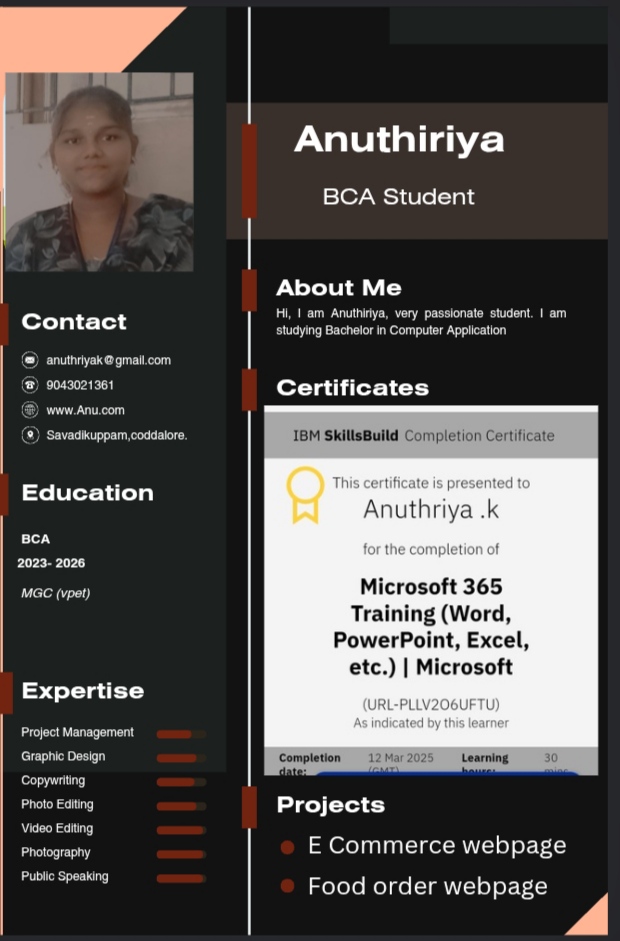 Anuthiriya
BCA Student
Contact
anuthriyak@gmail.com
9043021361
www.Anu.com
Savadikuppam,coddalore.
Education
BCA
2023- 2026
MGC (vpet)
Expertise
Project Management
Graphic Design
Copywriting
Photo Editing
Video Editing
Photography
Public Speaking
About Me
Hi, I am Anuthiriya, very passionate student. I am
studying Bachelor in Computer Application
Certificates
IBM SkillsBuild Completion Certificate
This certificate is presented to
Anuthriya .k
for the completion of
Microsoft 365
Training (Word,
PowerPoint, Excel,
etc.) | Microsoft
(URL-PLLV2O6UFTU)
As indicated by this learner
Completion 12 Mar 2025 Learning 30
date: (GMT) hours: mins
Projects
E Commerce webpage
Food order webpage